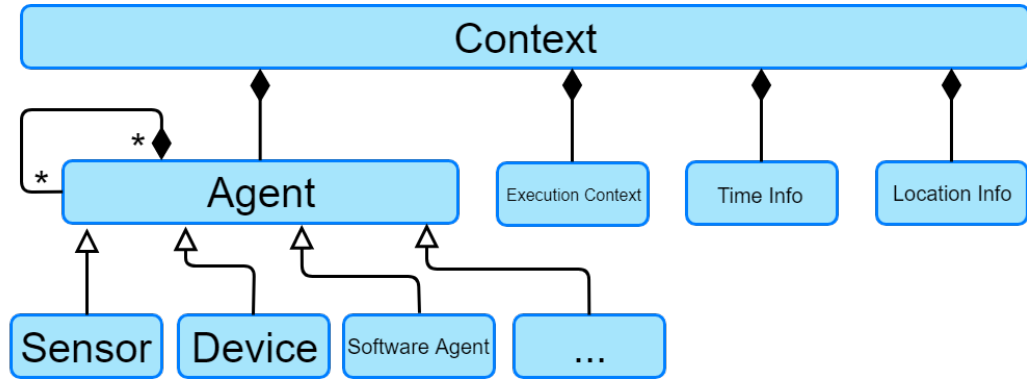 Context
*
*
Agent
Execution Context
Time Info
Location Info
Sensor
Device
Software Agent
...